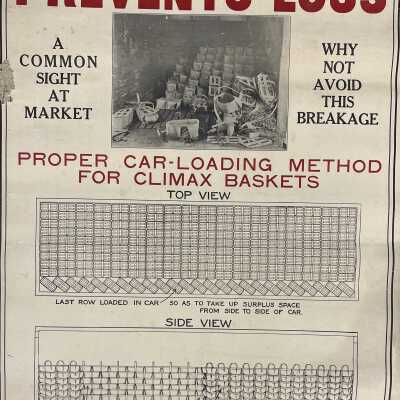 PREVENTS LOSS
A
COMMON
SIGHT
AT
MARKET
WHY
NOT
AVOID
THIS
BREAKAGE
PROPER CAR-LOADING METHOD
FOR CLIMAX BASKETS
TOP VIEW
LAST ROW LOADED IN CAR SO AS TO TAKE UP SURPLUS SPACE
FROM SIDE TO SIDE OF CAR.
SIDE VIEW